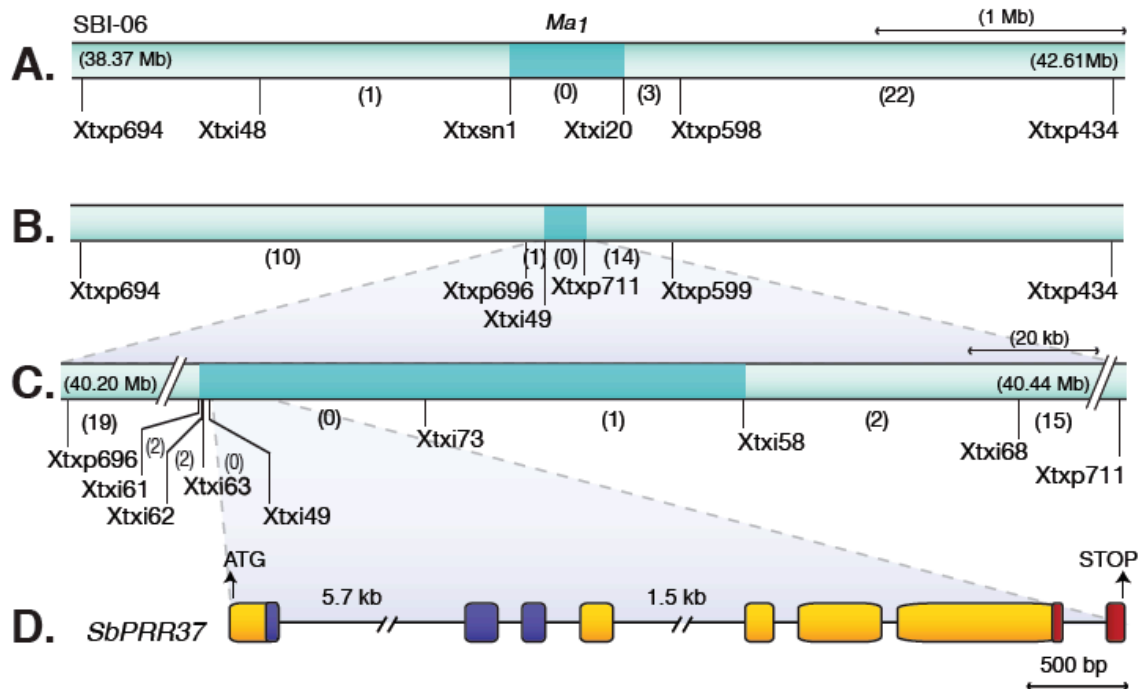 SBI-06 Ma1 (1 Mb)
A. (38.37 Mb) (42.61Mb)
(1) (0) (3) (22)
Xtxp694 Xtxi48 Xtxsn1 Xtxi20 Xtxp598 Xtxp434
B.
(10) (1) (0) (14)
Xtxp694 Xtxp696 Xtxp711 Xtxp599 Xtxp434
Xtxi49
(20 kb)
C. (40.20 Mb) (40.44 Mb)
(19) (2) (2) (0) (0) (1) (2) (15)
Xtxp696 Xtxi73 Xtxi58 Xtxi68
Xtxi61 Xtxi63 Xtxp711
Xtxi62 Xtxi49
ATG STOP
5.7 kb 1.5 kb
D. SbPRR37
500 bp